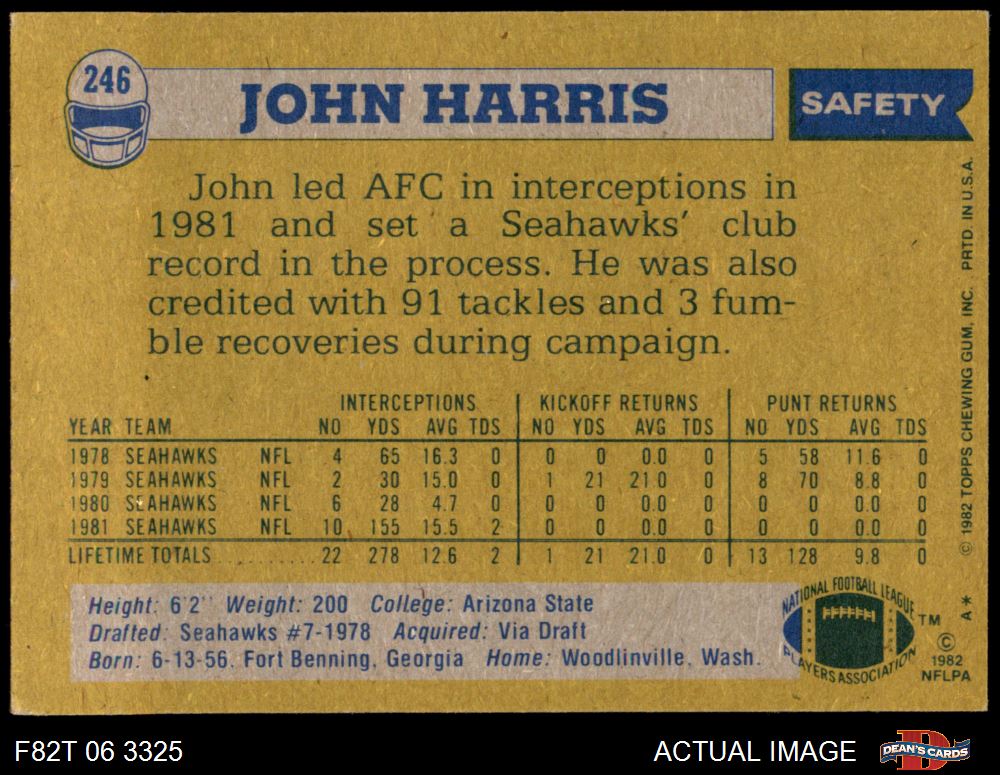 246
JOHN HARRIS
SAFETY
John led AFC in interceptions in
1981 and set a Seahawks' club
record in the process. He was also
credited with 91 tackles and 3 fum-
ble recoveries during campaign.
INTERCEPTIONS KICKOFF RETURNS PUNT RETURNS
YEAR TEAM NO YDS AVG TDS NO YDS AVG TDS NO YDS AVG TDS
1978 SEAHAWKS NFL 4 65 16.3 0 0 0 0.0 0 5 58 11.6 0
1979 SEAHAWKS NFL 2 30 15.0 0 1 21 21.0 0 8 70 8.8 0
1980 SEAHAWKS NFL 6 28 4.7 0 0 0 0.0 0 0 0 0.0 0
1981 SEAHAWKS NFL 10 155 15.5 2 0 0 0.0 0 0 0 0.0 0
LIFETIME TOTALS ............ 22 278 12.6 2 1 21 21.0 0 13 128 9.8 0
Height: 6'2" Weight: 200 College: Arizona State
Drafted: Seahawks #7-1978 Acquired: Via Draft
Born: 6-13-56. Fort Benning, Georgia Home: Woodlinville, Wash.
NATIONAL FOOTBALL LEAGUE
PLAYERS ASSOCIATION
TM
©
1982
NFLPA
A*
© 1982 TOPPS CHEWING GUM, INC. PRTD. IN U.S.A.
F82T 06 3325
ACTUAL IMAGE
D
DEAN'S CARDS